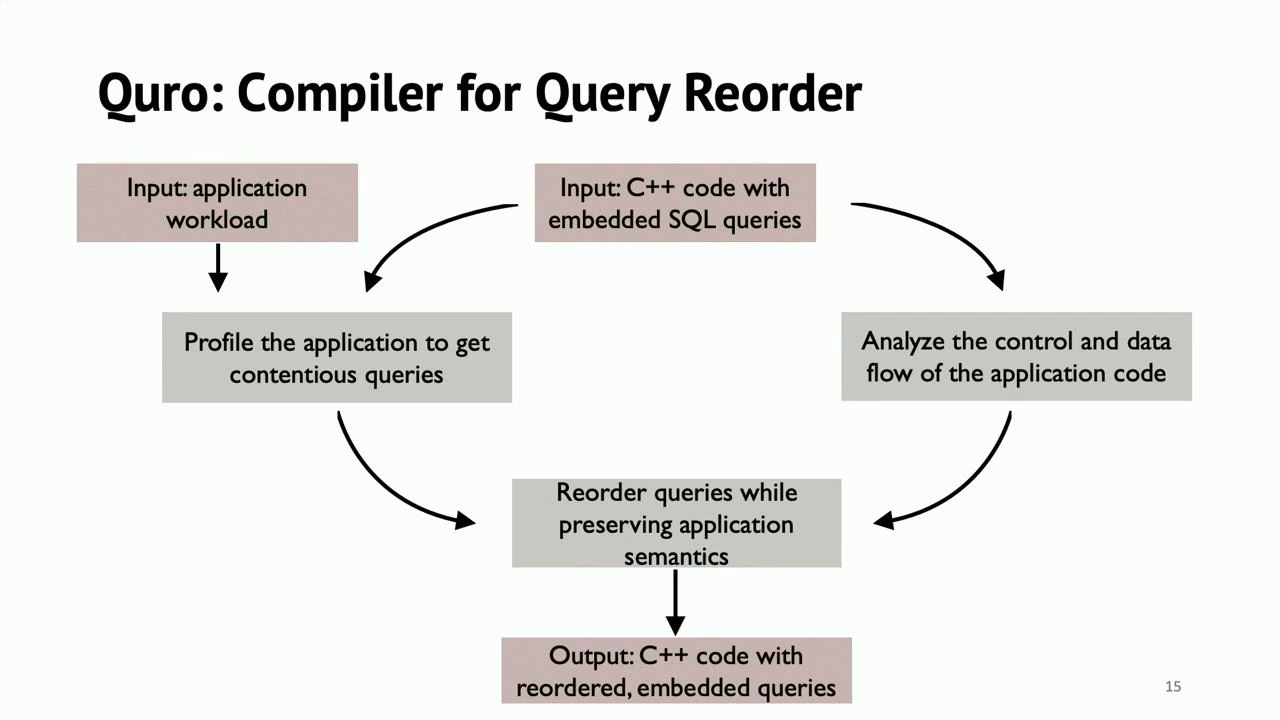 Quro: Compiler for Query Reorder
Input: application
workload
Input: C++ code with
embedded SQL queries
Profile the application to get
contentious queries
Analyze the control and data
flow of the application code
Reorder queries while
preserving application
semantics
Output: C++ code with
reordered, embedded queries
15